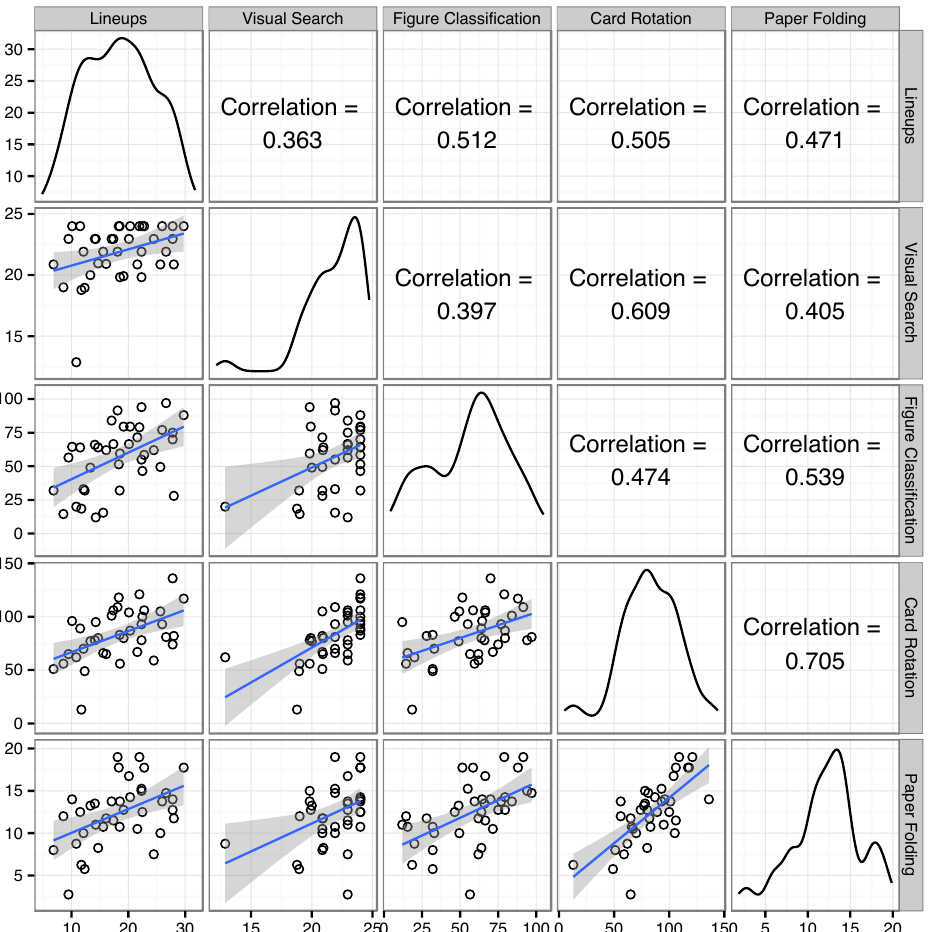 Lineups Visual Search Figure Classification Card Rotation Paper Folding
30
25
20
15
10
Correlation =
0.363
Correlation =
0.512
Correlation =
0.505
Correlation =
0.471
Lineups
25
20
15
Correlation =
0.397
Correlation =
0.609
Correlation =
0.405
Visual Search
100
75
50
25
0
Correlation =
0.474
Correlation =
0.539
Figure Classification
150
100
50
0
Correlation =
0.705
Card Rotation
20
15
10
5
Paper Folding
10 20 30 15 20 25 0 25 50 75 100 0 50 100 150 5 10 15 20